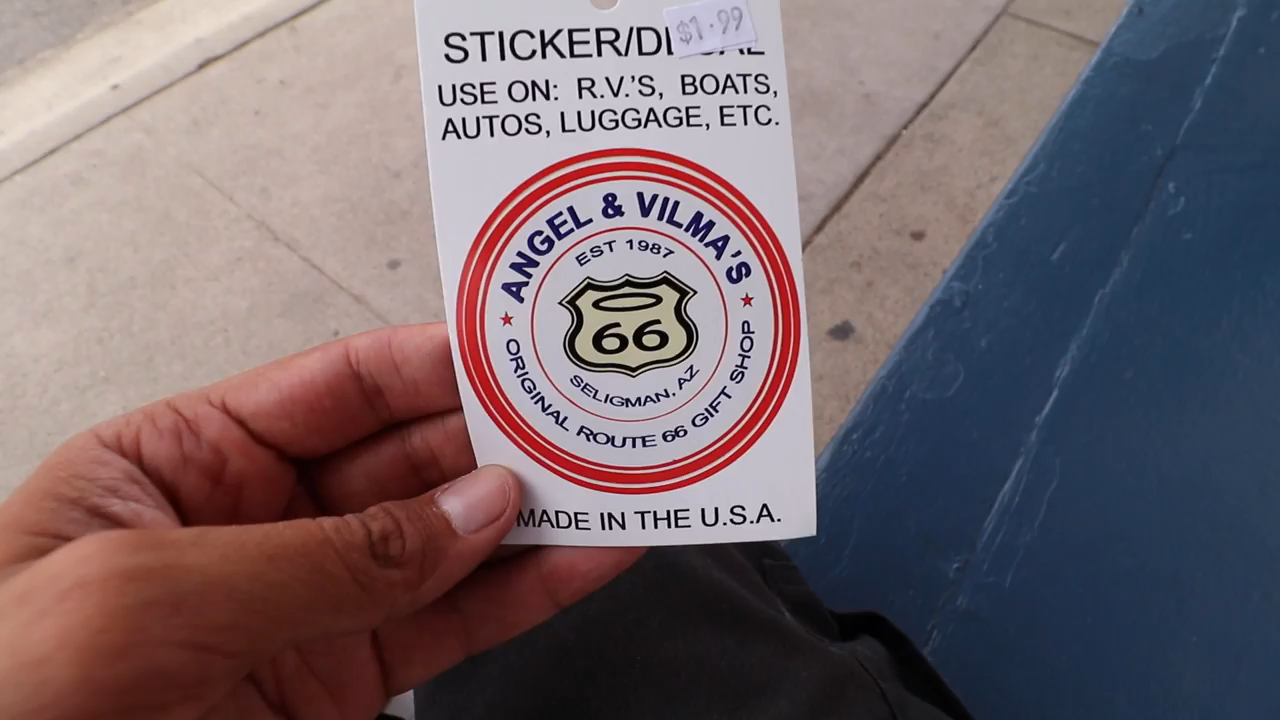 $1.99
STICKER/DECAL
USE ON: R.V.'S, BOATS,
AUTOS, LUGGAGE, ETC.
ANGEL & VILMA'S
EST 1987
66
SELIGMAN, AZ
ORIGINAL ROUTE 66 GIFT SHOP
MADE IN THE U.S.A.